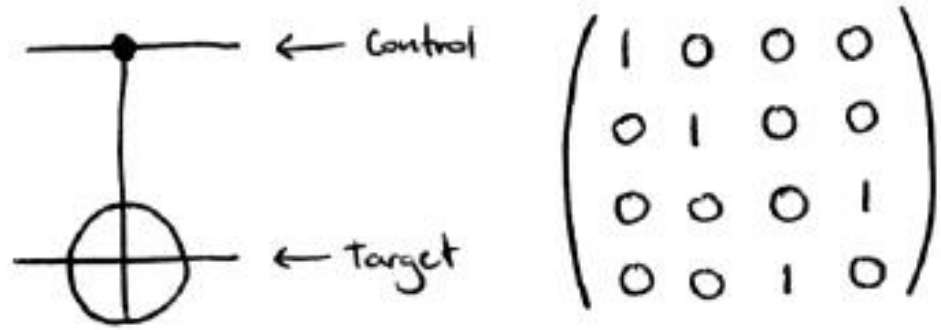 ← Control
← Target
1 0 0 0
0 1 0 0
0 0 0 1
0 0 1 0